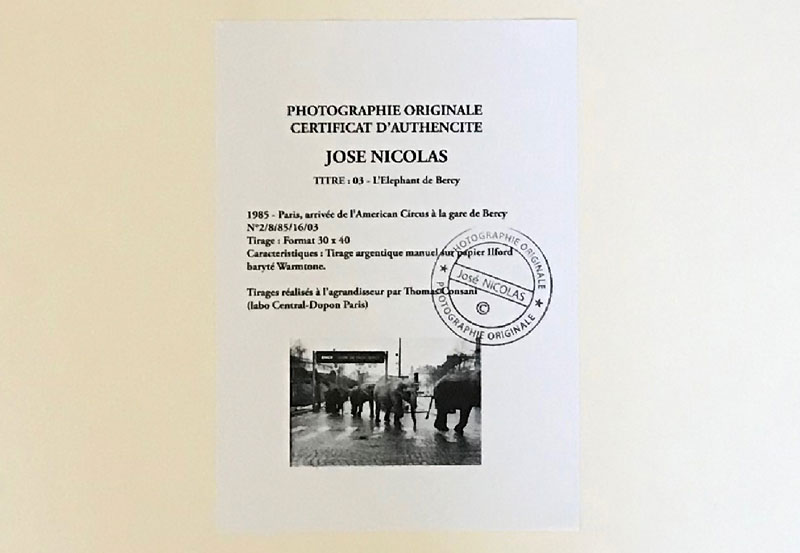 PHOTOGRAPHIE ORIGINALE
CERTIFICAT D'AUTHENCITE
JOSE NICOLAS
TITRE : 03 - L'Elephant de Bercy
1985 - Paris, arrivée de l'American Circus à la gare de Bercy
N°2/8/85/16/03
Tirage : Format 30 x 40
Caracteristiques : Tirage argentique manuel sur papier Ilford
baryté Warmtone.
Tirages réalisés à l'agrandisseur par Thomas Consani
(labo Central-Dupon Paris)
PHOTOGRAPHIE ORIGINALE
José NICOLAS
©
PHOTOGRAPHIE ORIGINALE